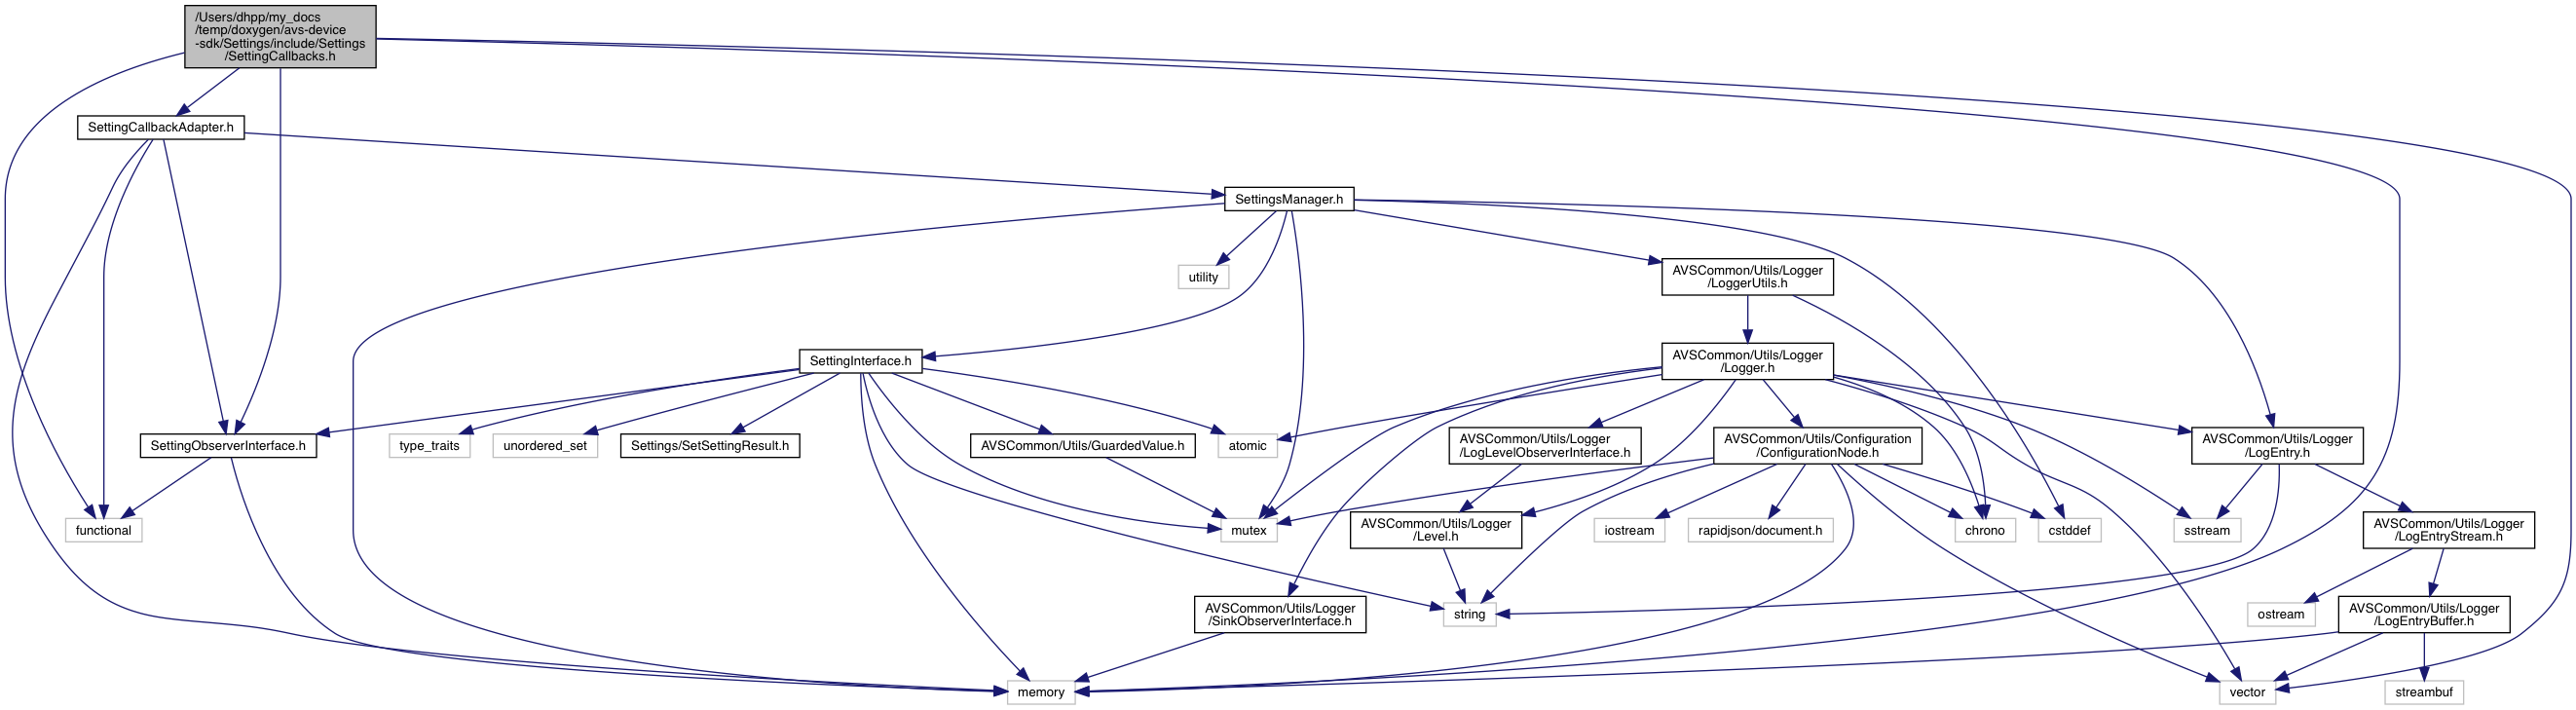 /Users/dhpp/my_docs
/temp/doxygen/avs-device
-sdk/Settings/include/Settings
/SettingCallbacks.h
SettingCallbackAdapter.h
SettingsManager.h
utility
AVSCommon/Utils/Logger
/LoggerUtils.h
SettingInterface.h
AVSCommon/Utils/Logger
/Logger.h
SettingObserverInterface.h
type_traits
unordered_set
Settings/SetSettingResult.h
AVSCommon/Utils/GuardedValue.h
atomic
AVSCommon/Utils/Logger
/LogLevelObserverInterface.h
AVSCommon/Utils/Configuration
/ConfigurationNode.h
AVSCommon/Utils/Logger
/LogEntry.h
functional
mutex
AVSCommon/Utils/Logger
/Level.h
iostream
rapidjson/document.h
chrono
cstddef
sstream
AVSCommon/Utils/Logger
/LogEntryStream.h
AVSCommon/Utils/Logger
/SinkObserverInterface.h
string
ostream
AVSCommon/Utils/Logger
/LogEntryBuffer.h
memory
vector
streambuf